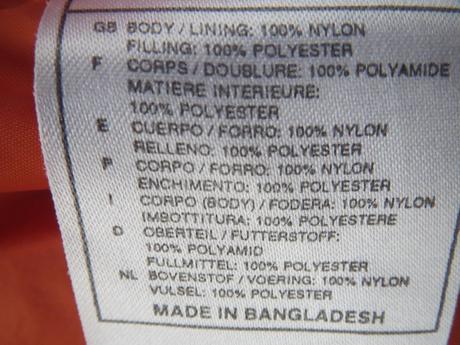 GB BODY / LINING: 100% NYLON
FILLING: 100% POLYESTER
F CORPS / DOUBLURE: 100% POLYAMIDE
MATIERE INTERIEURE:
100% POLYESTER
E CUERPO / FORRO: 100% NYLON
RELLENO: 100% POLYESTER
P CORPO / FORRO: 100% NYLON
ENCHIMENTO: 100% POLYESTER
I CORPO (BODY) / FODERA: 100% NYLON
IMBOTTITURA: 100% POLYESTERE
D OBERTEIL / FUTTERSTOFF:
100% POLYAMID
FULLMITTEL: 100% POLYESTER
NL BOVENSTOF / VOERING: 100% NYLON
VULSEL: 100% POLYESTER
MADE IN BANGLADESH